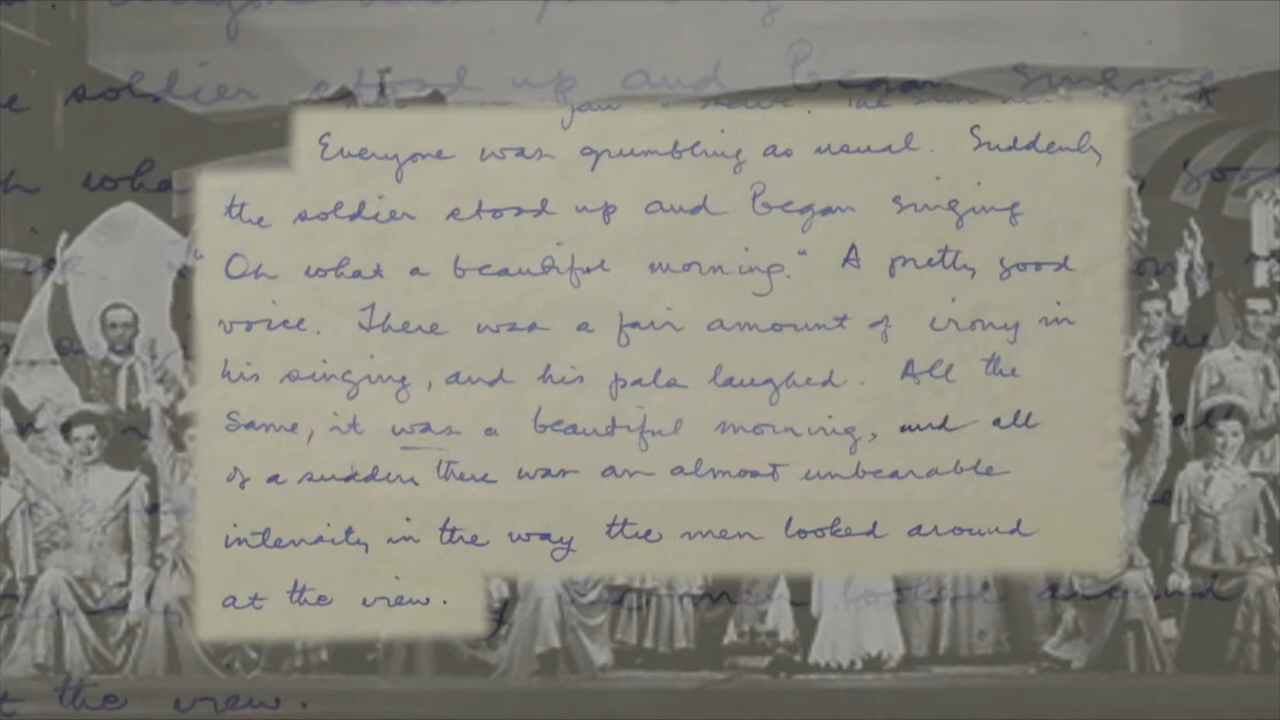 Everyone was grumbling as usual. Suddenly
the soldier stood up and began singing
"Oh what a beautiful morning." A pretty good
voice. There was a fair amount of irony in
his singing, and his pals laughed. All the
same, it was a beautiful morning, and all
of a sudden there was an almost unbearable
intensity in the way the men looked around
at the view.